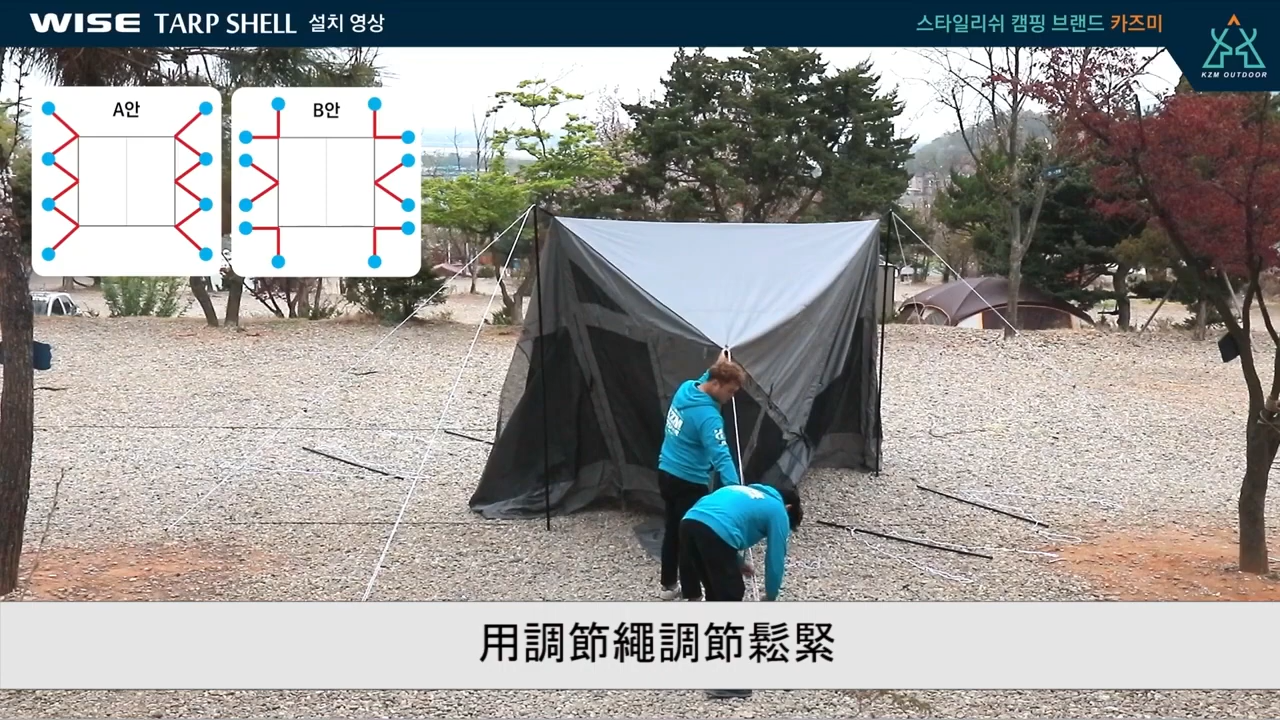 WISE TARP SHELL 설치 영상
스타일리쉬 캠핑 브랜드 카즈미
KZM OUTDOOR
A안
B안
用調節繩調節鬆緊